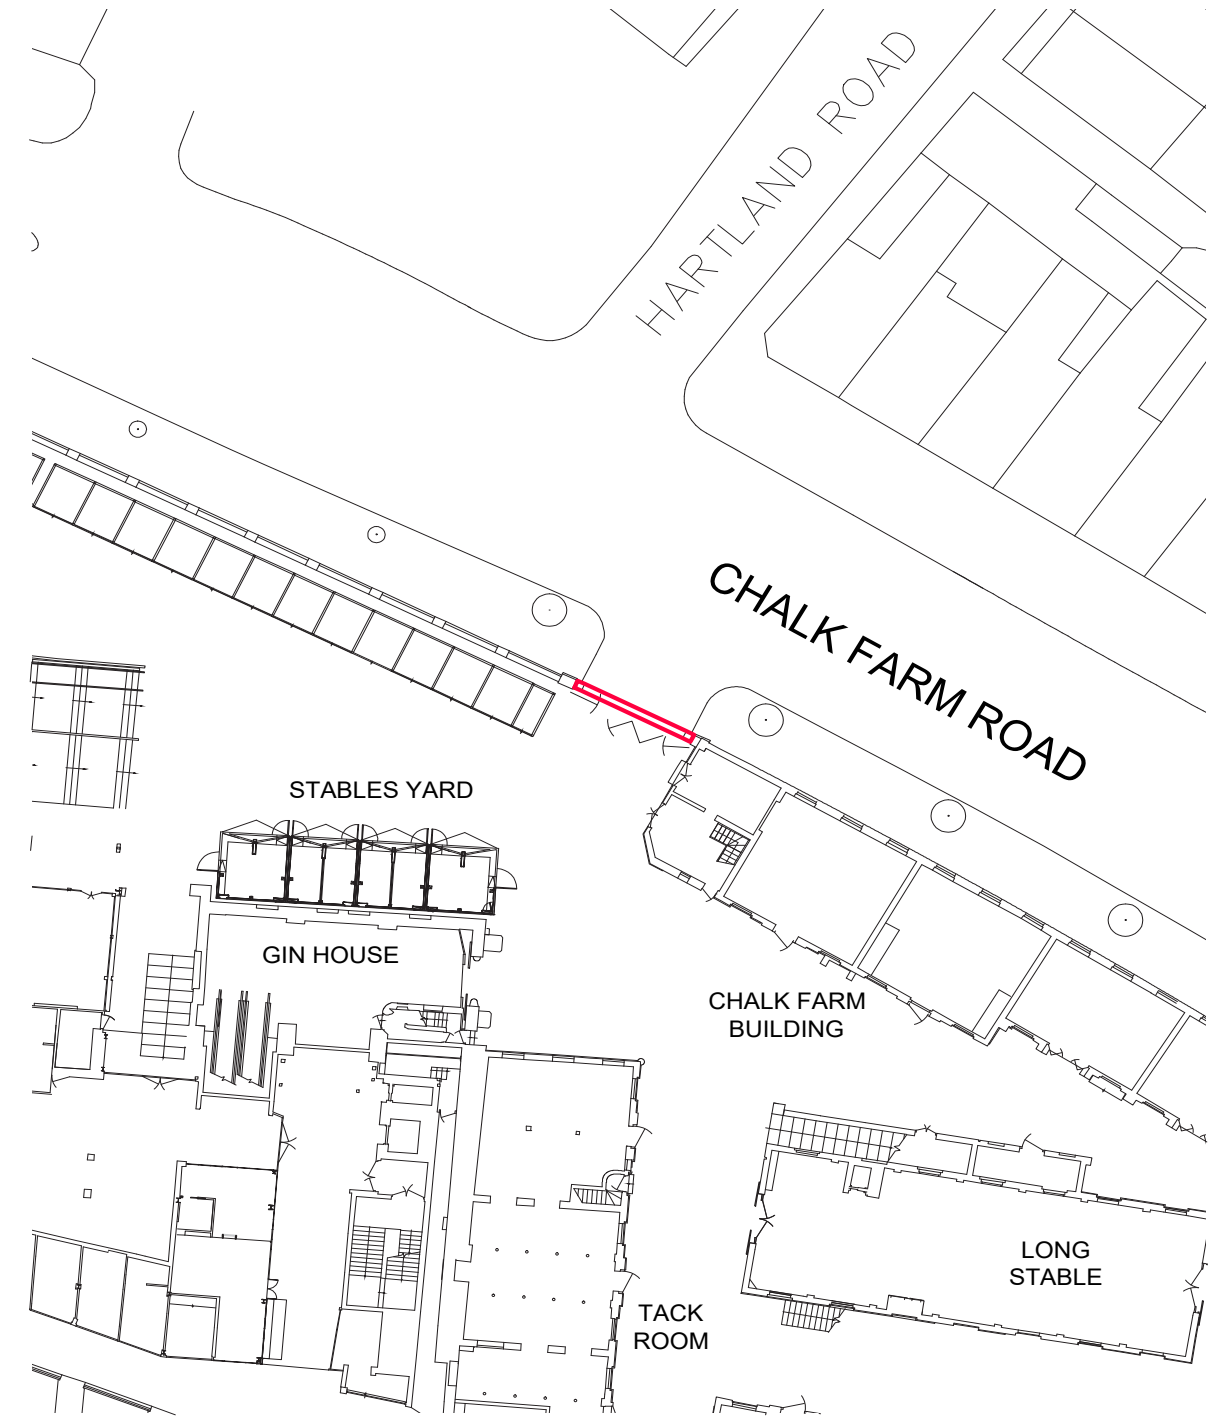 HARTLAND ROAD
CHALK FARM ROAD
STABLES YARD
GIN HOUSE
CHALK FARM
BUILDING
LONG
STABLE
TACK
ROOM